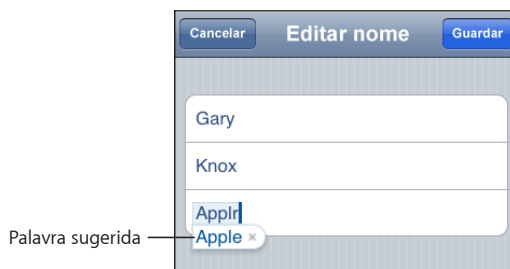 Cancelar Editar nome Guardar
Gary
Knox
Applr
Palavra sugerida Apple ×